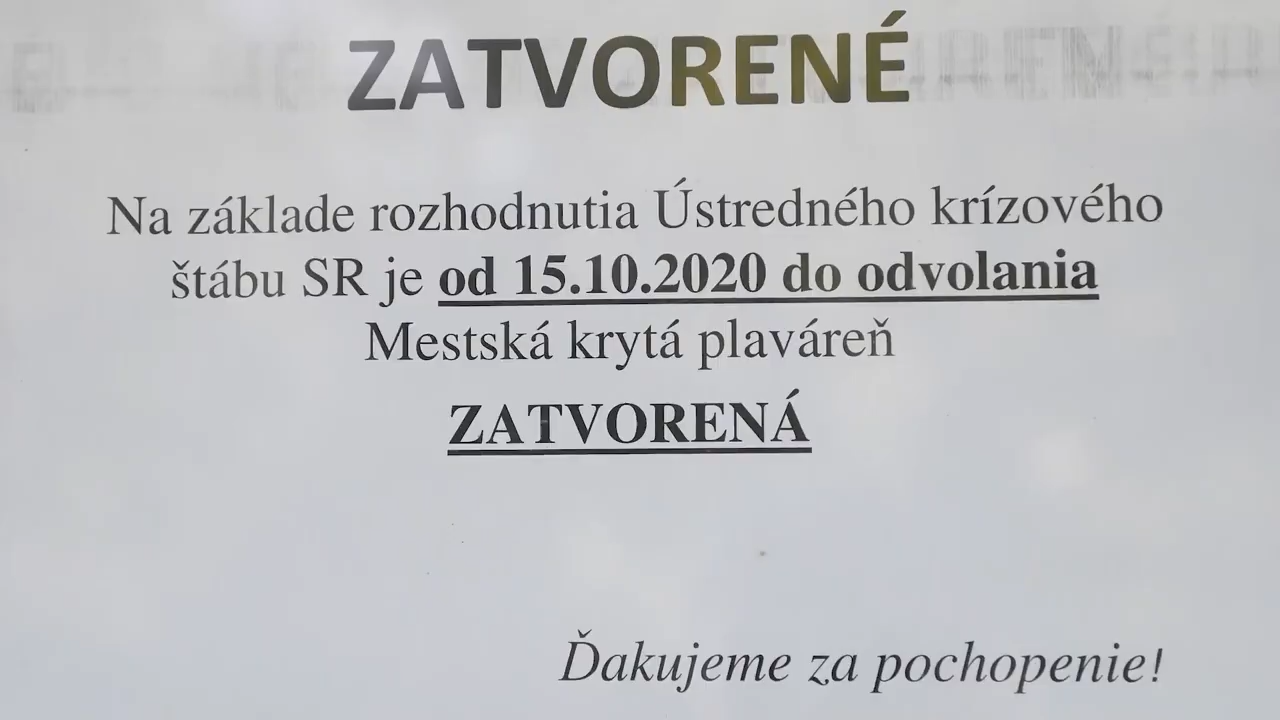 ZATVORENÉ
Na základe rozhodnutia Ústredného krízového
štábu SR je od 15.10.2020 do odvolania
Mestská krytá plaváreň
ZATVORENÁ
Ďakujeme za pochopenie!